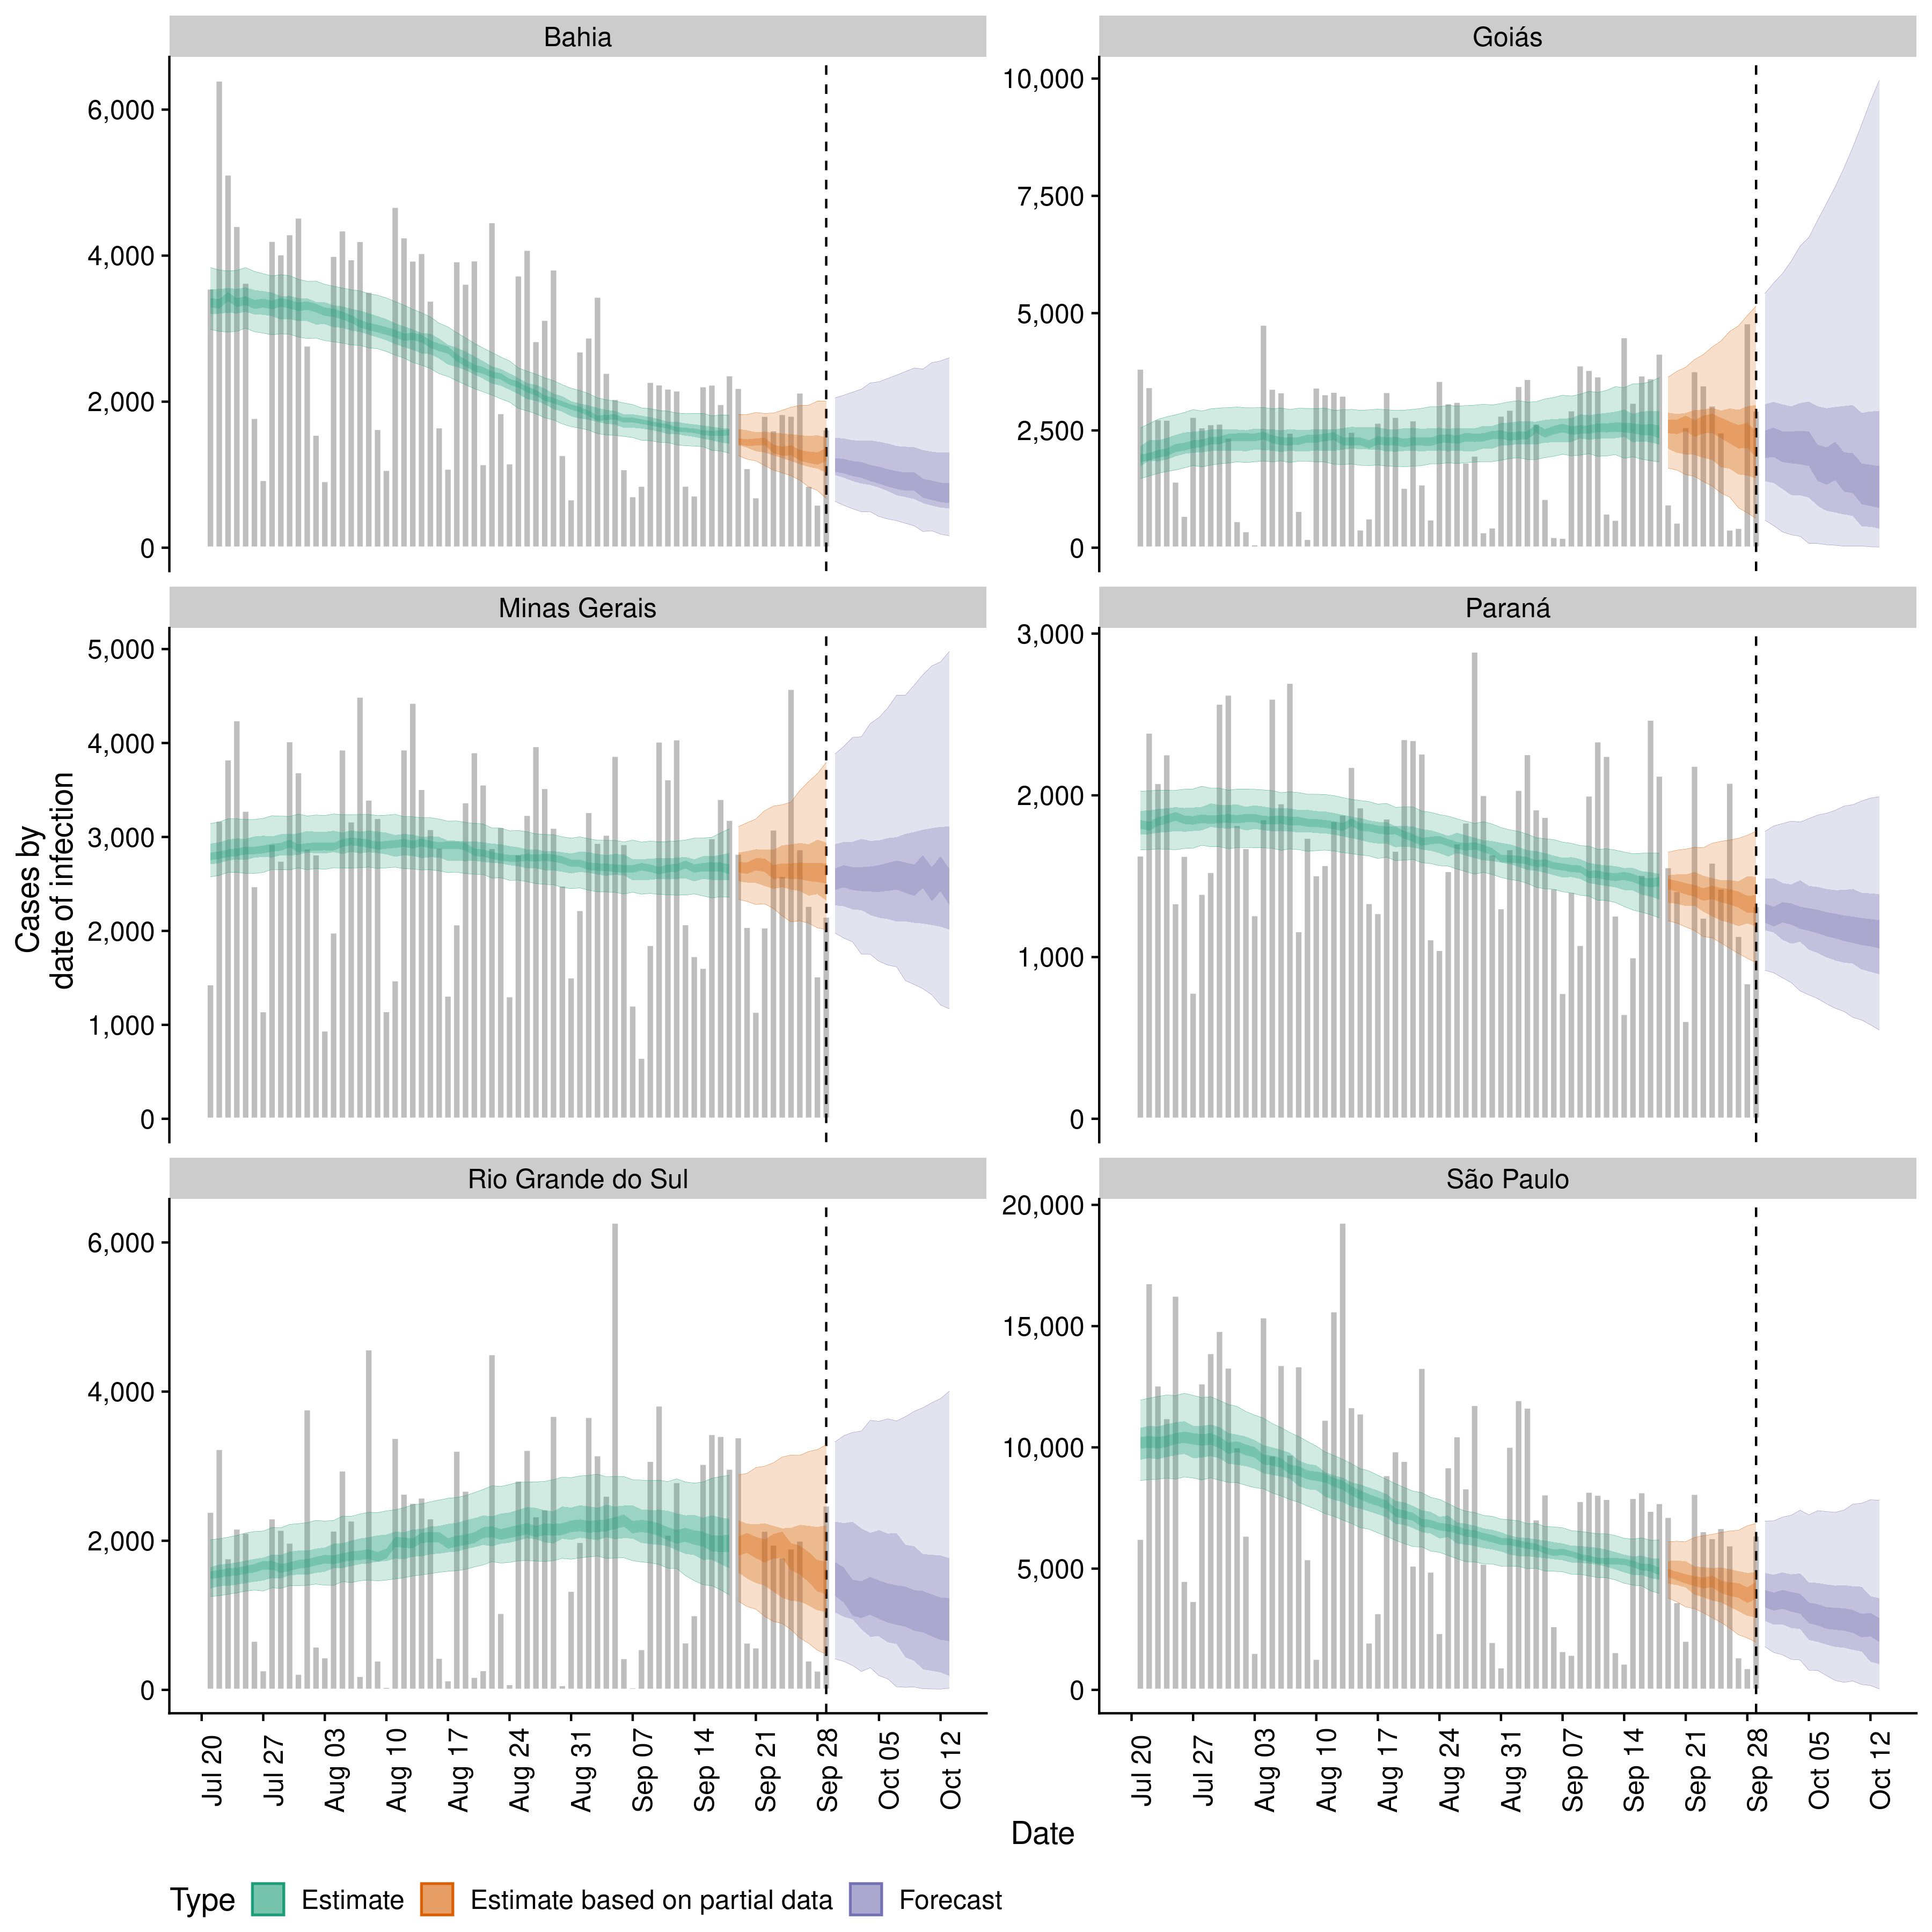 Bahia
Goiás
6,000
4,000
2,000
0
10,000
7,500
5,000
2,500
0
Minas Gerais
Paraná
5,000
4,000
3,000
2,000
1,000
0
3,000
2,000
1,000
0
Cases by
date of infection
Rio Grande do Sul
São Paulo
6,000
4,000
2,000
0
20,000
15,000
10,000
5,000
0
Jul 20
Jul 27
Aug 03
Aug 10
Aug 17
Aug 24
Aug 31
Sep 07
Sep 14
Sep 21
Sep 28
Oct 05
Oct 12
Jul 20
Jul 27
Aug 03
Aug 10
Aug 17
Aug 24
Aug 31
Sep 07
Sep 14
Sep 21
Sep 28
Oct 05
Oct 12
Date
Type Estimate Estimate based on partial data Forecast